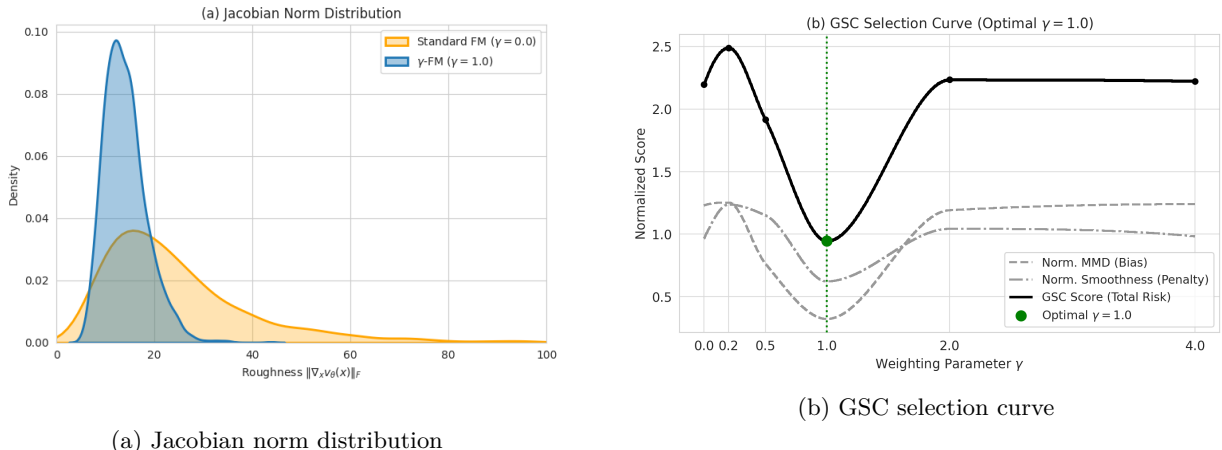 (a) Jacobian Norm Distribution
0.10
0.08
0.06
0.04
0.02
0.00
Density
Standard FM (γ=0.0)
γ-FM (γ=1.0)
0
20
40
60
80
100
Roughness ‖∇ₓv_θ(x)‖_F
(a) Jacobian norm distribution
(b) GSC Selection Curve (Optimal γ=1.0)
2.5
2.0
1.5
1.0
0.5
Normalized Score
Norm. MMD (Bias)
Norm. Smoothness (Penalty)
GSC Score (Total Risk)
Optimal γ=1.0
0.0
0.2
0.5
1.0
2.0
4.0
Weighting Parameter γ
(b) GSC selection curve